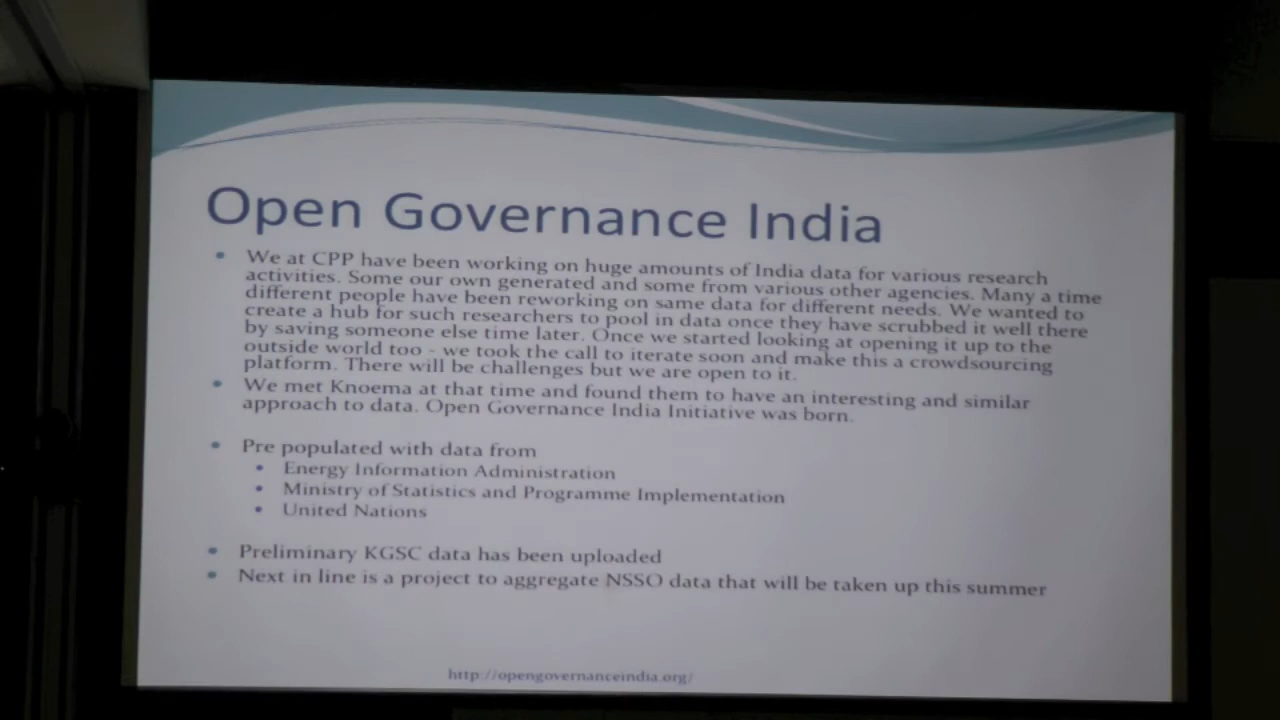 Open Governance India
• We at CPP have been working on huge amounts of India data for various research
activities. Some our own generated and some from various other agencies. Many a time
different people have been reworking on same data for different needs. We wanted to
create a hub for such researchers to pool in data once they have scrubbed it well there
by saving someone else time later. Once we started looking at opening it up to the
outside world too - we took the call to iterate soon and make this a crowdsourcing
platform. There will be challenges but we are open to it.
• We met Knoema at that time and found them to have an interesting and similar
approach to data. Open Governance India Initiative was born.
• Pre populated with data from
• Energy Information Administration
• Ministry of Statistics and Programme Implementation
• United Nations
• Preliminary KGSC data has been uploaded
• Next in line is a project to aggregate NSSO data that will be taken up this summer
http://opengovernanceindia.org/